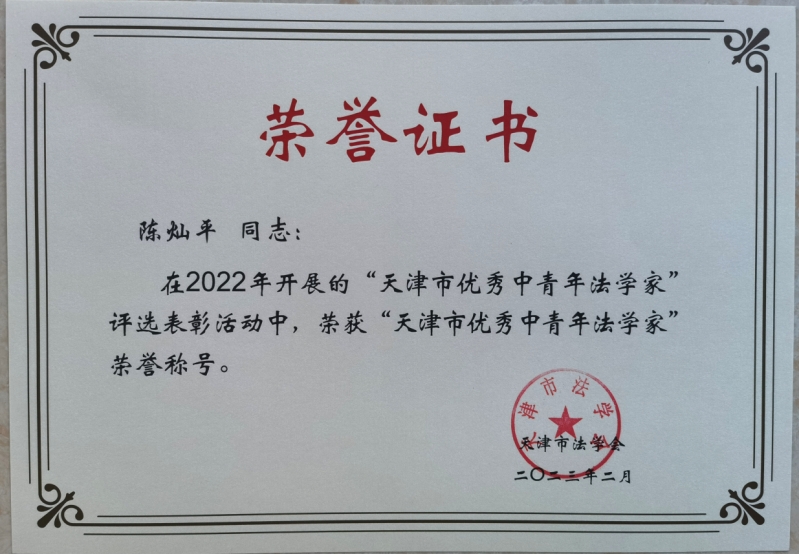 荣誉证书
陈灿平 同志：
在2022年开展的“天津市优秀中青年法学家”
评选表彰活动中，荣获“天津市优秀中青年法学家”
荣誉称号。
天津市法学会
天津市法学会
二〇二三年二月